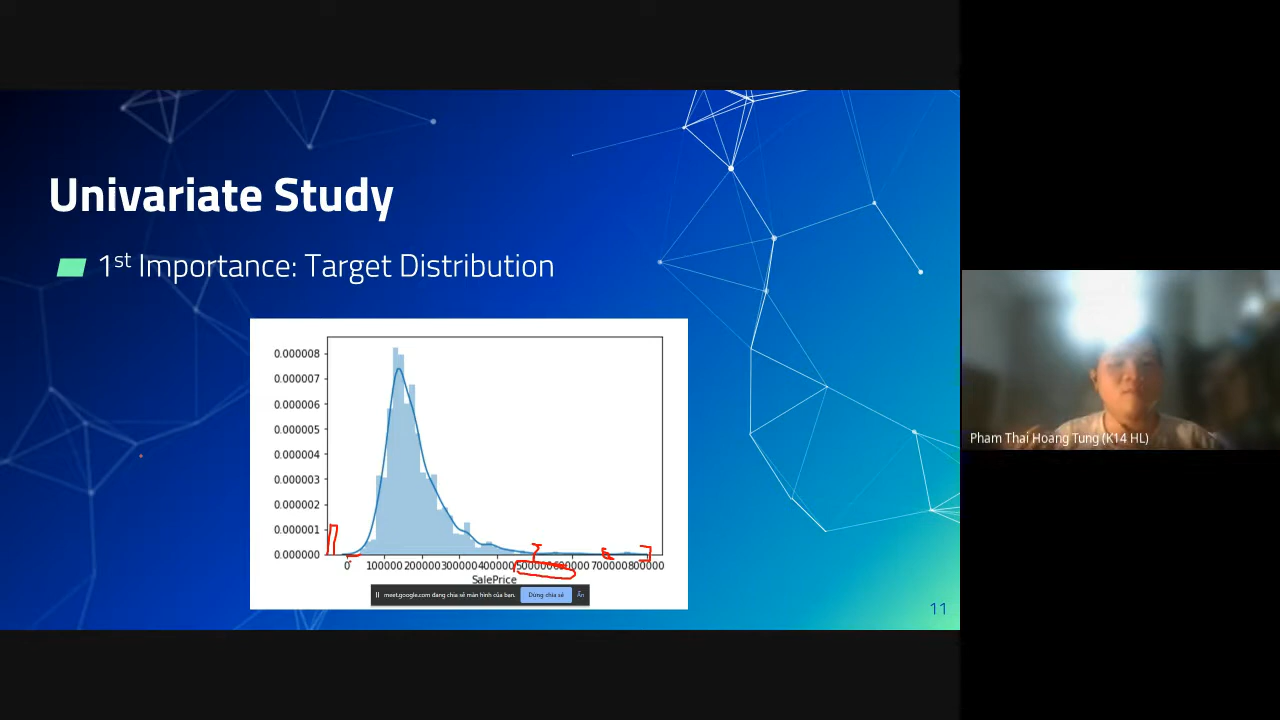 Univariate Study
1st Importance: Target Distribution
0.000008
0.000007
0.000006
0.000005
0.000004
0.000003
0.000002
0.000001
0.000000
0 100000 200000 300000 400000 500000 600000 700000 800000
SalePrice
meet.google.com đang chia sẻ màn hình của bạn. Dừng chia sẻ Ẩn
11
Pham Thai Hoang Tung (K14 HL)